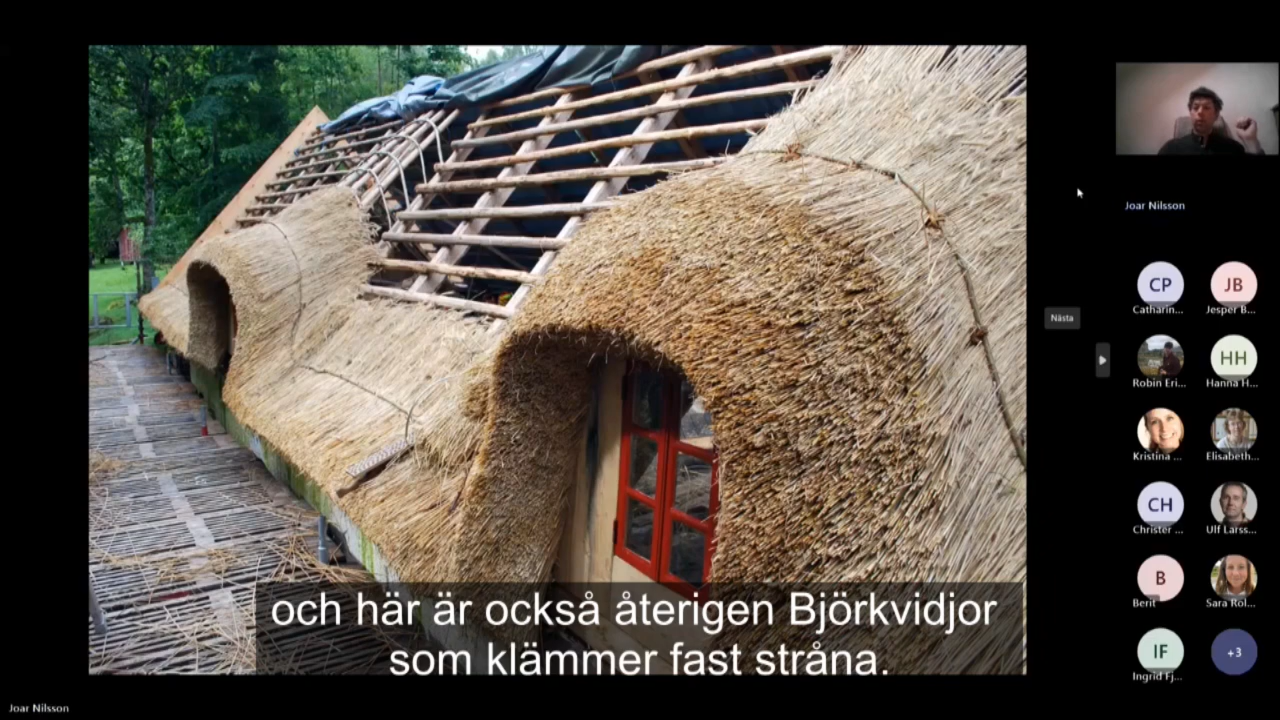 Joar Nilsson
CP
JB
Catharin...
Jesper B...
Nästa
HH
Robin Eri...
Hanna H...
Kristina ...
Elisabeth...
CH
Christer ...
Ulf Larss...
B
Berit
Sara Rol...
IF
+3
Ingrid Fj...
och här är också återigen Björkvidjor
som klämmer fast stråna.
Joar Nilsson